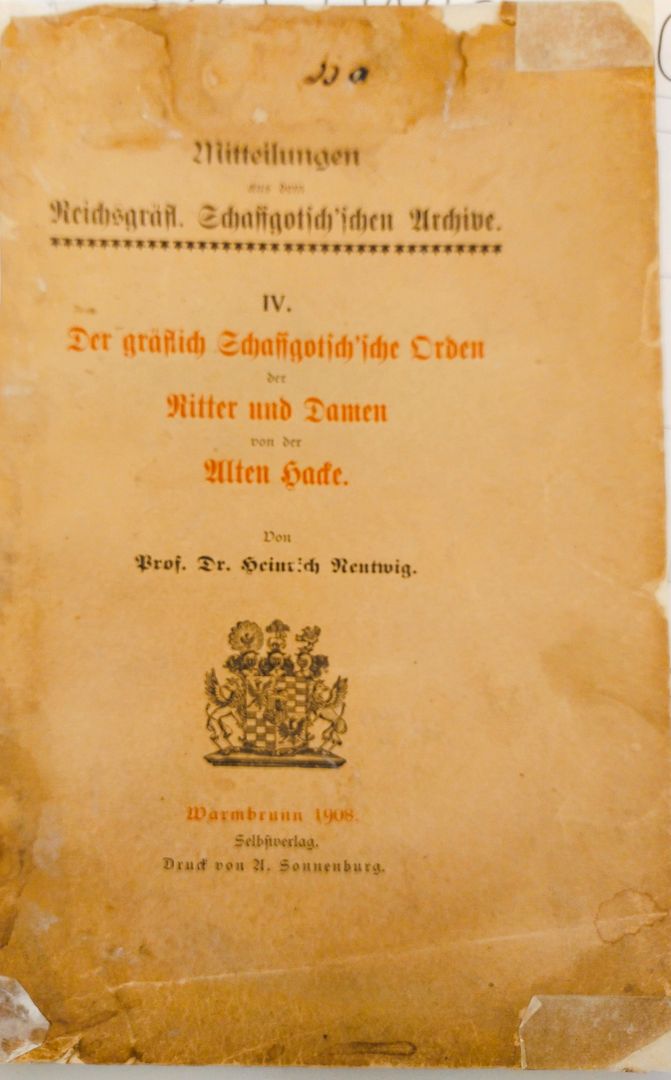 Mitteilungen
aus dem
Reichsgräfl. Schaffgotsch'schen Archive.
IV.
Der gräflich Schaffgotsch'sche Orden
der
Ritter und Damen
von der
Alten Hacke.
Von
Prof. Dr. Heinrich Nentwig.
Warmbrunn 1908.
Selbstverlag.
Druck von A. Sonnenburg.